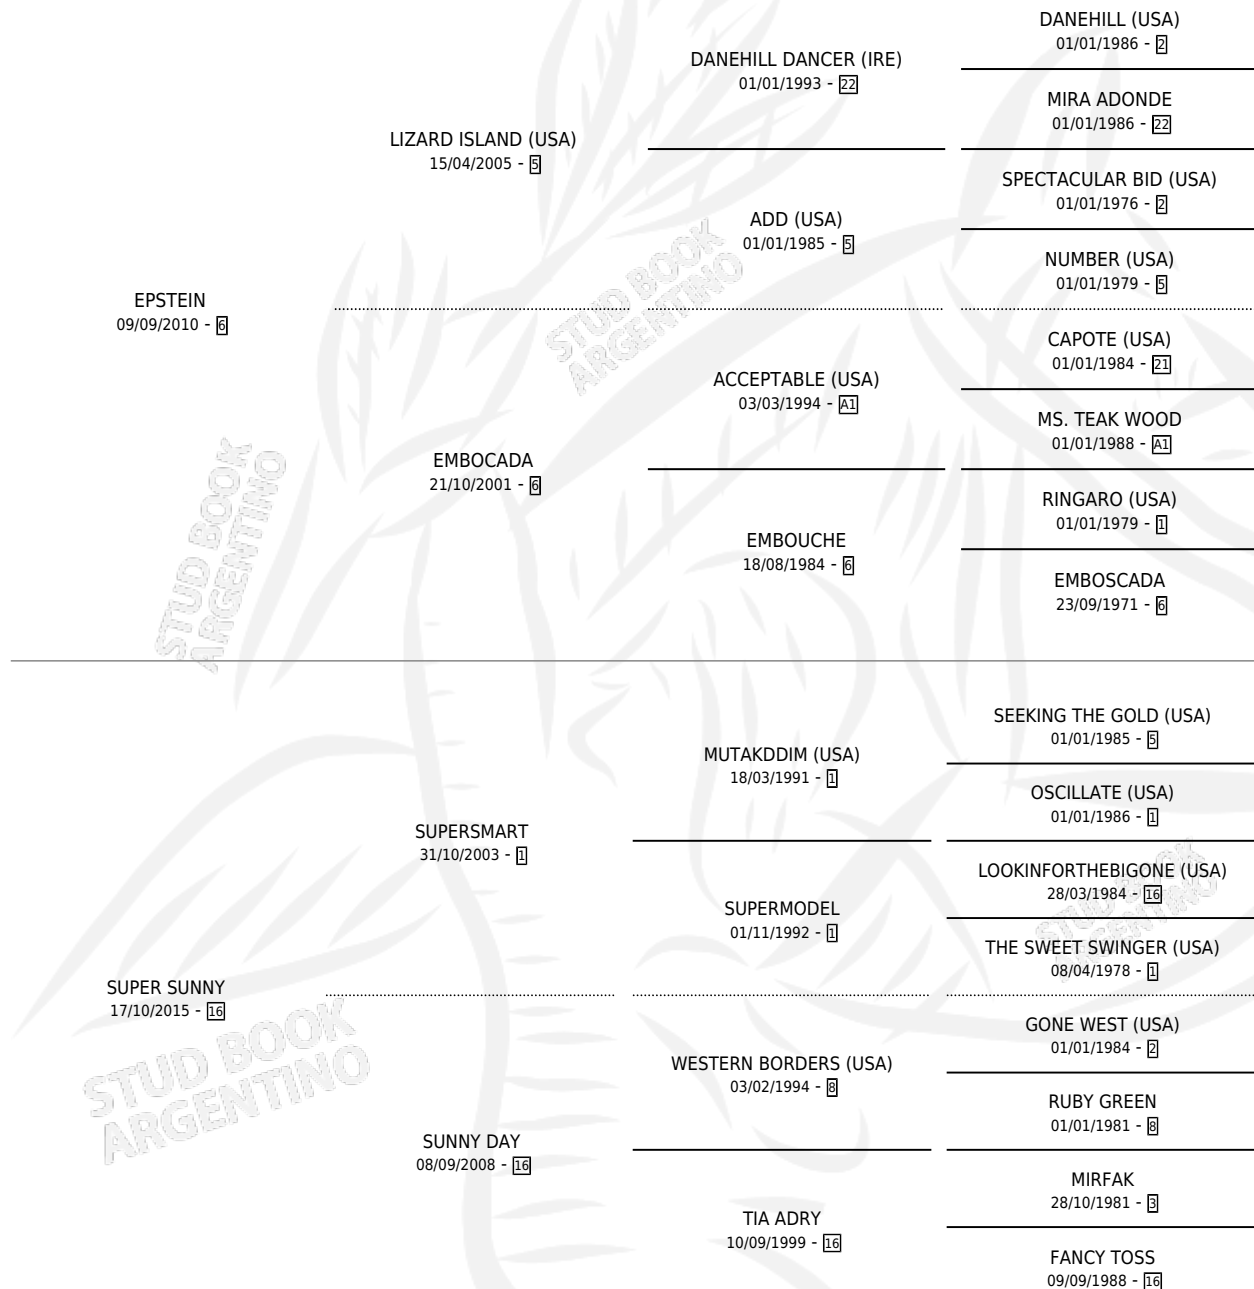 DANEHILL (USA)
01/01/1986 - 2
DANEHILL DANCER (IRE)
01/01/1993 - 22
MIRA ADONDE
01/01/1986 - 22
LIZARD ISLAND (USA)
15/04/2005 - 5
SPECTACULAR BID (USA)
01/01/1976 - 2
ADD (USA)
01/01/1985 - 5
NUMBER (USA)
01/01/1979 - 5
EPSTEIN
09/09/2010 - 6
CAPOTE (USA)
01/01/1984 - 21
ACCEPTABLE (USA)
03/03/1994 - A1
MS. TEAK WOOD
01/01/1988 - A1
EMBOCADA
21/10/2001 - 6
RINGARO (USA)
01/01/1979 - 1
EMBOUCHE
18/08/1984 - 6
EMBOSCADA
23/09/1971 - 6
SEEKING THE GOLD (USA)
01/01/1985 - 5
MUTAKDDIM (USA)
18/03/1991 - 1
OSCILLATE (USA)
01/01/1986 - 1
SUPERSMART
31/10/2003 - 1
LOOKINFORTHEBIGONE (USA)
28/03/1984 - 16
SUPERMODEL
01/11/1992 - 1
THE SWEET SWINGER (USA)
08/04/1978 - 1
SUPER SUNNY
17/10/2015 - 16
GONE WEST (USA)
01/01/1984 - 2
WESTERN BORDERS (USA)
03/02/1994 - 8
RUBY GREEN
01/01/1981 - 8
SUNNY DAY
08/09/2008 - 16
MIRFAK
28/10/1981 - 3
TIA ADRY
10/09/1999 - 16
FANCY TOSS
09/09/1988 - 16
STUD BOOK
ARGENTINO
STUD BOOK
ARGENTINO
STUD BOOK
ARGENTINO
STUD BOOK
ARGENTINO